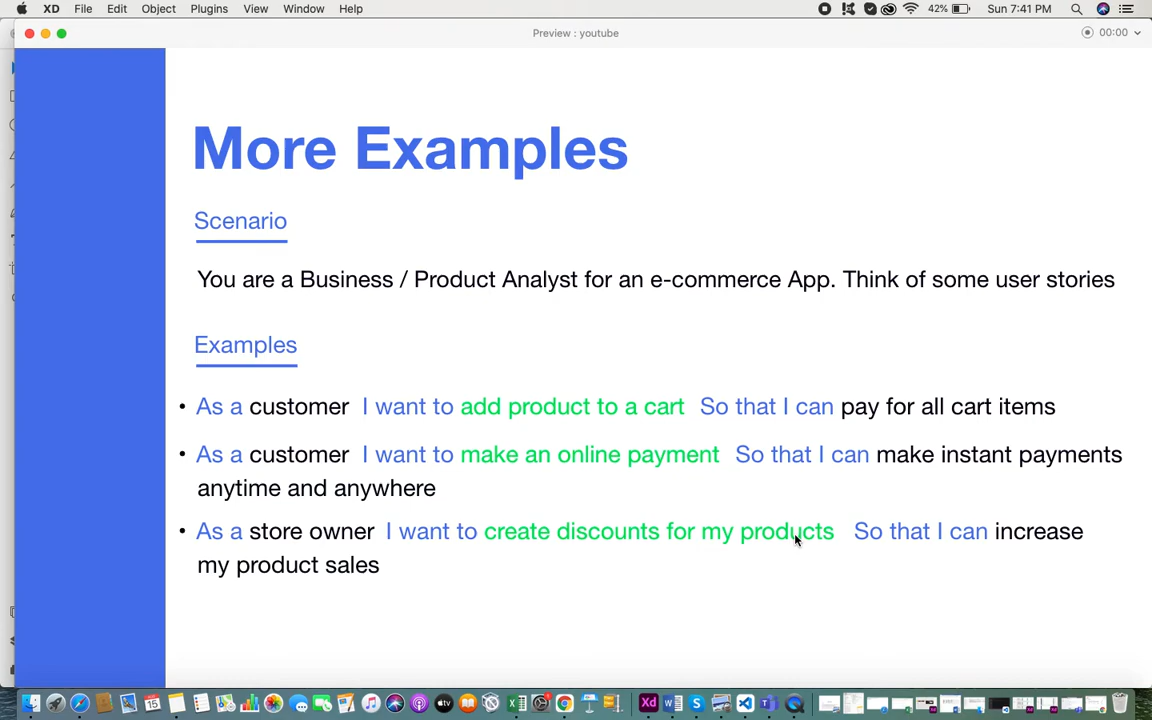 XD File Edit Object Plugins View Window Help 42% Sun 7:41 PM
Preview : youtube 00:00
More Examples
Scenario
You are a Business / Product Analyst for an e-commerce App. Think of some user stories
Examples
• As a customer I want to add product to a cart So that I can pay for all cart items
• As a customer I want to make an online payment So that I can make instant payments
anytime and anywhere
• As a store owner I want to create discounts for my products So that I can increase
my product sales